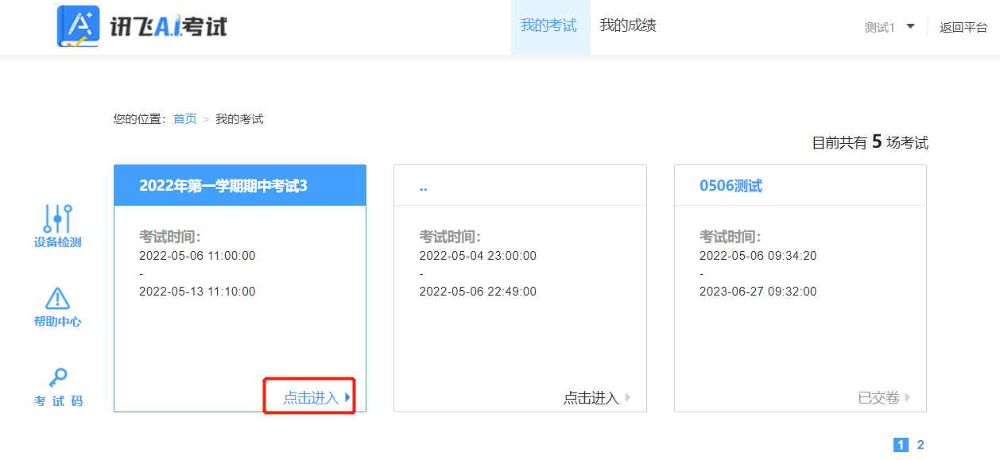 讯飞A.I.考试
我的考试 我的成绩
测试1 返回平台
您的位置：首页 > 我的考试
目前共有 5 场考试
2022年第一学期期中考试3
考试时间：
2022-05-06 11:00:00
-
2022-05-13 11:10:00
点击进入
..
考试时间：
2022-05-04 23:00:00
-
2022-05-06 22:49:00
点击进入
0506测试
考试时间：
2022-05-06 09:34:20
-
2023-06-27 09:32:00
已交卷
设备检测
帮助中心
考 试 码
1 2